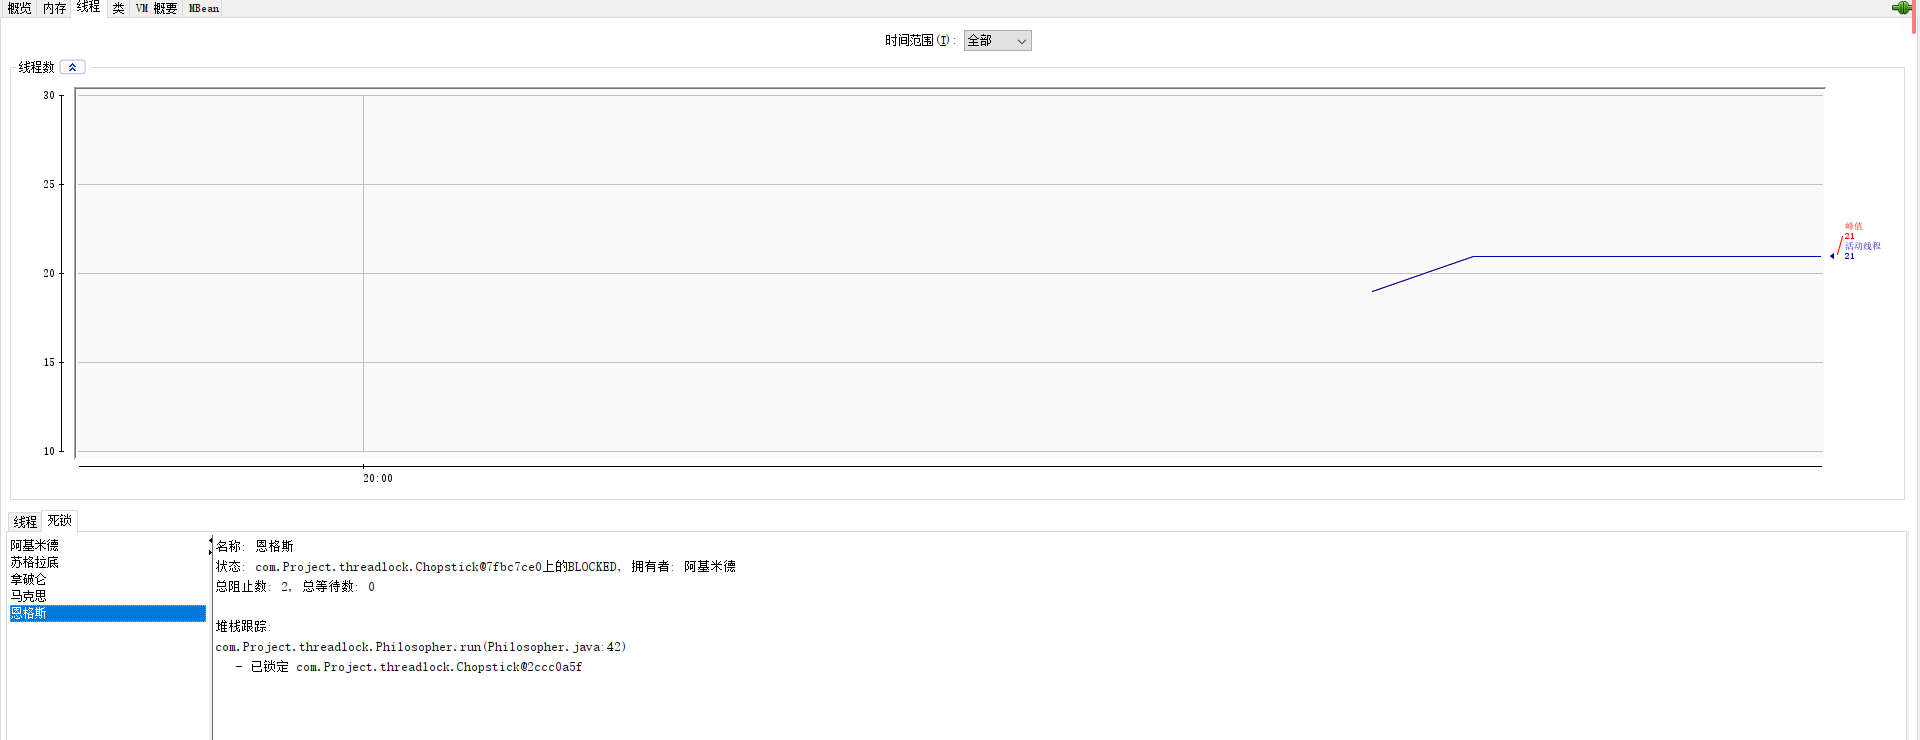 概览 内存 线程 类 VM 概要 MBean
时间范围(T): 全部
线程数
30
25
20
15
10
20:00
峰值
21
活动线程
21
线程 死锁
阿基米德
苏格拉底
拿破仑
马克思
恩格斯
名称: 恩格斯
状态: com.Project.threadlock.Chopstick@7fbc7ce0上的BLOCKED, 拥有者: 阿基米德
总阻止数: 2, 总等待数: 0
堆栈跟踪:
com.Project.threadlock.Philosopher.run(Philosopher.java:42)
- 已锁定 com.Project.threadlock.Chopstick@2ccc0a5f